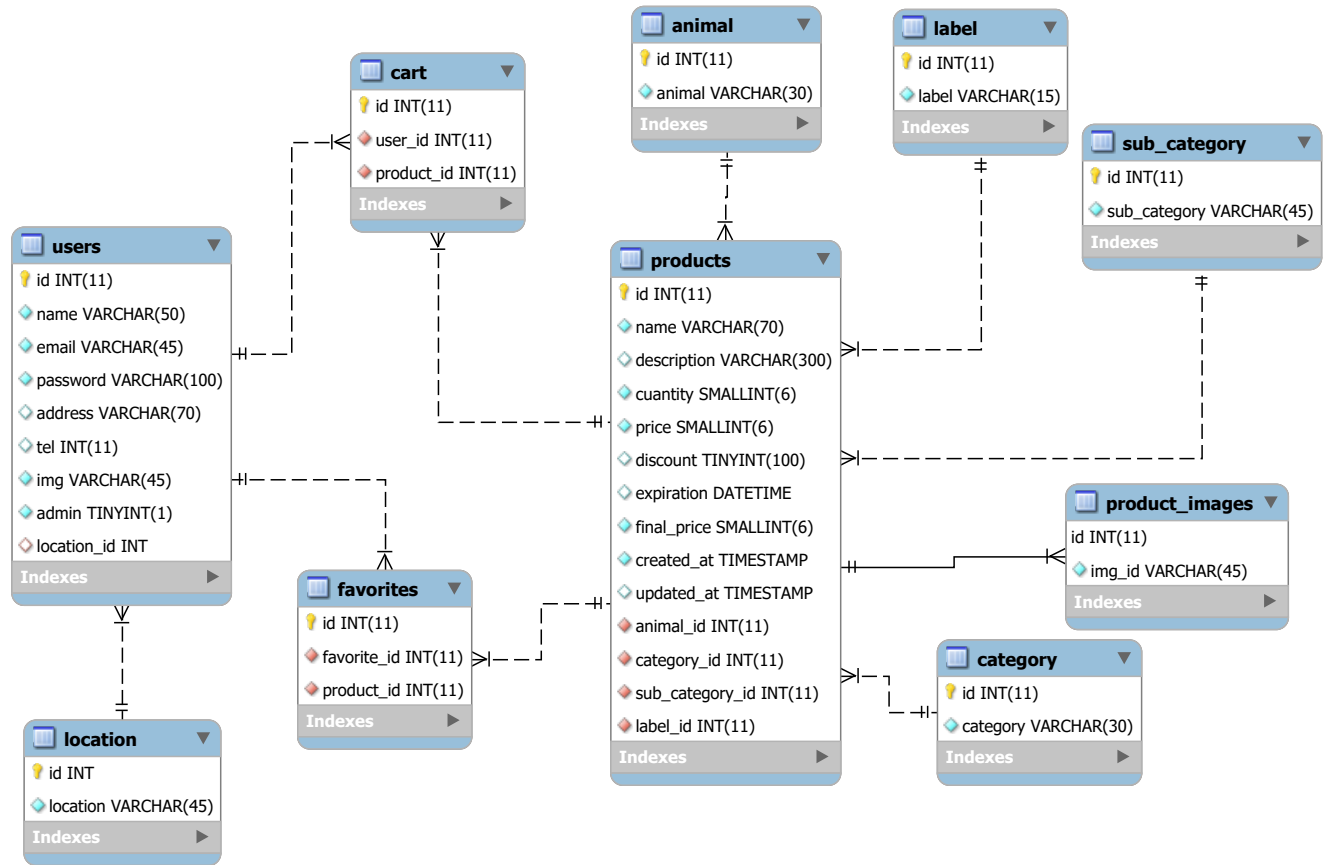 animal
id INT(11)
animal VARCHAR(30)
Indexes
label
id INT(11)
label VARCHAR(15)
Indexes
cart
id INT(11)
user_id INT(11)
product_id INT(11)
Indexes
sub_category
id INT(11)
sub_category VARCHAR(45)
Indexes
users
id INT(11)
name VARCHAR(50)
email VARCHAR(45)
password VARCHAR(100)
address VARCHAR(70)
tel INT(11)
img VARCHAR(45)
admin TINYINT(1)
location_id INT
Indexes
products
id INT(11)
name VARCHAR(70)
description VARCHAR(300)
cuantity SMALLINT(6)
price SMALLINT(6)
discount TINYINT(100)
expiration DATETIME
final_price SMALLINT(6)
created_at TIMESTAMP
updated_at TIMESTAMP
animal_id INT(11)
category_id INT(11)
sub_category_id INT(11)
label_id INT(11)
Indexes
product_images
id INT(11)
img_id VARCHAR(45)
Indexes
favorites
id INT(11)
favorite_id INT(11)
product_id INT(11)
Indexes
category
id INT(11)
category VARCHAR(30)
Indexes
location
id INT
location VARCHAR(45)
Indexes